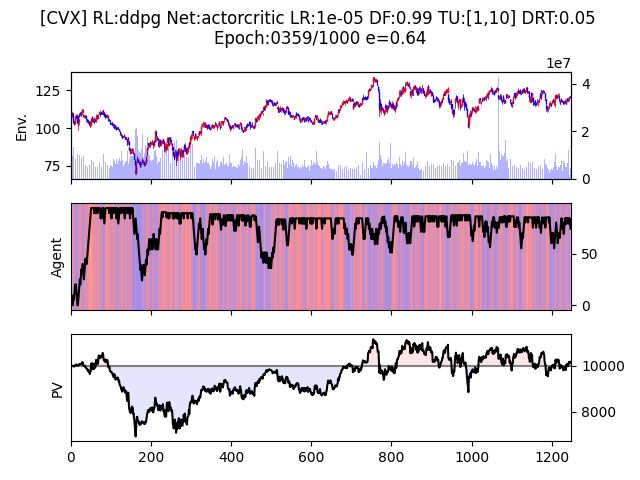 [CVX] RL:ddpg Net:actorcritic LR:1e-05 DF:0.99 TU:[1,10] DRT:0.05
Epoch:0359/1000 e=0.64
1e7
125
100
75
Env.
4
2
0
Agent
50
0
PV
10000
8000
0 200 400 600 800 1000 1200